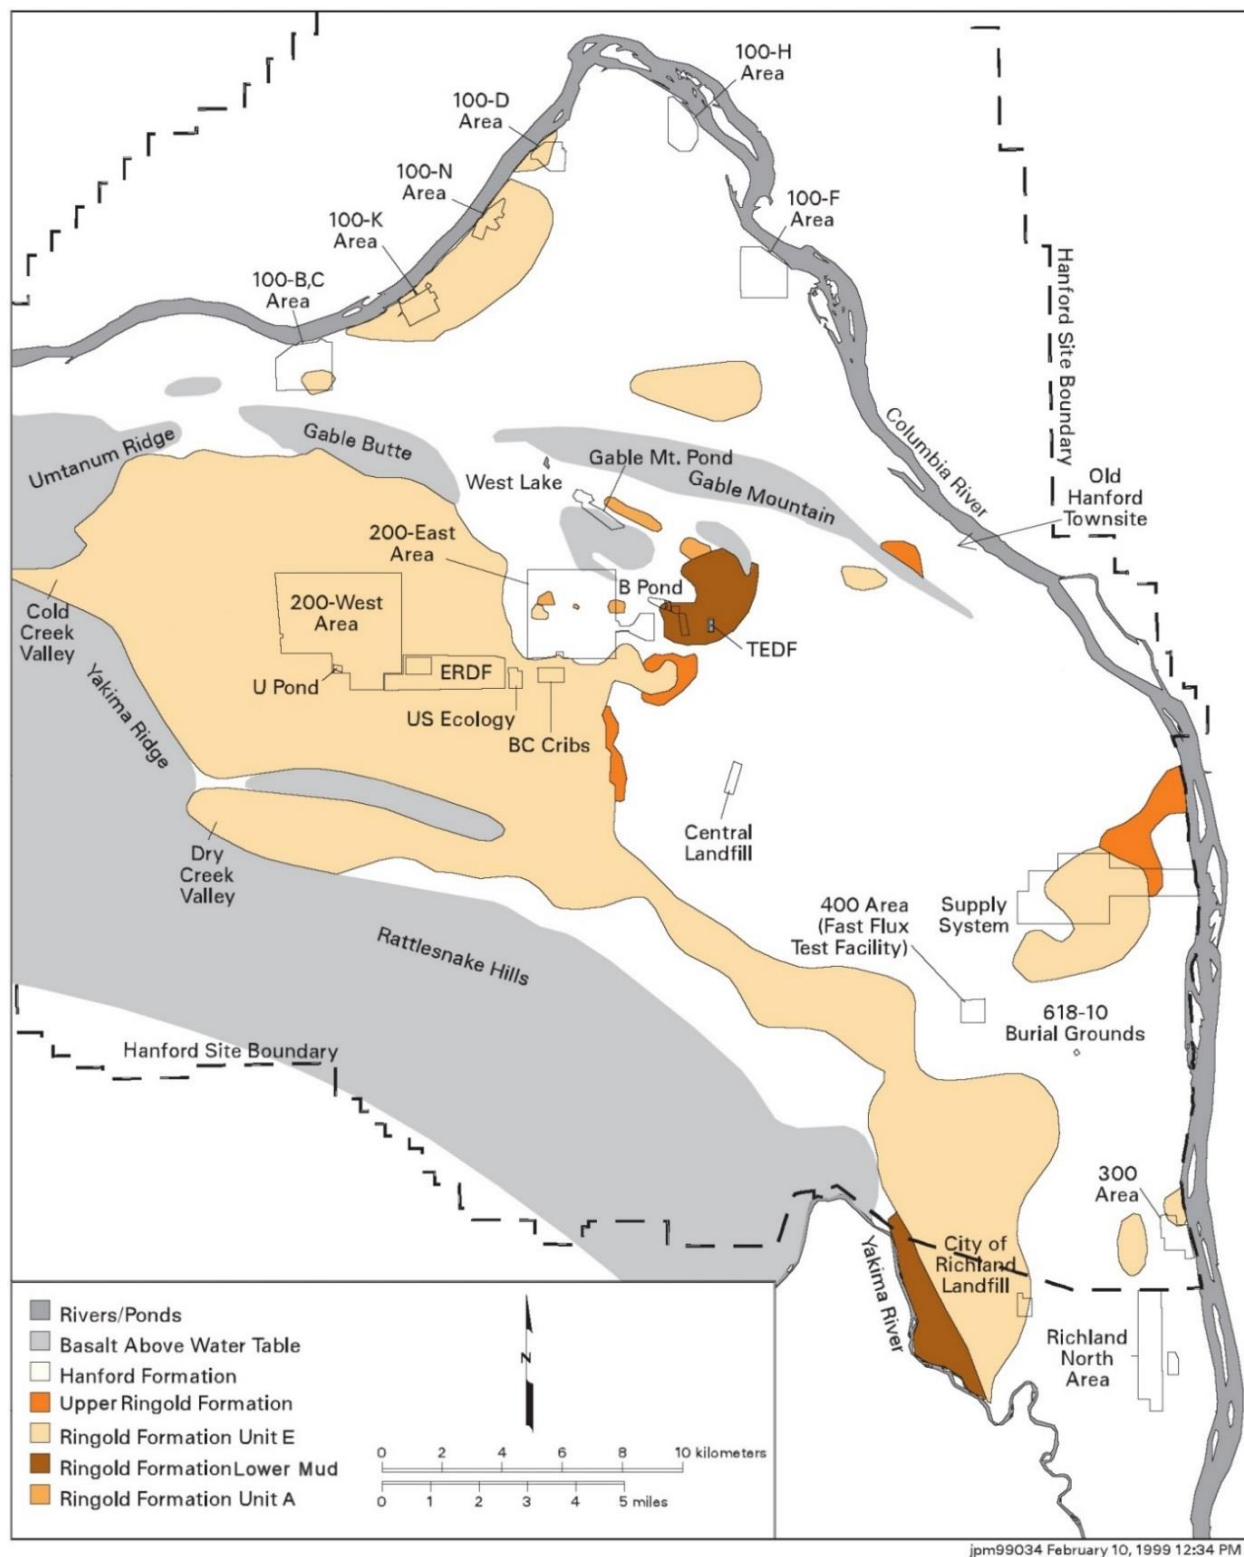 100-H
Area
100-D
Area
100-N
Area
100-F
Area
100-K
Area
100-B,C
Area
Hanford Site Boundary
Columbia River
Umtanum Ridge
Gable Butte
Gable Mt. Pond
West Lake
Gable Mountain
Old
Hanford
Townsite
200-East
Area
B Pond
200-West
Area
Cold
Creek
Valley
TEDF
U Pond
ERDF
US Ecology
BC Cribs
Yakima Ridge
Central
Landfill
Dry
Creek
Valley
400 Area
(Fast Flux
Test Facility)
Supply
System
Rattlesnake Hills
618-10
Burial Grounds
Hanford Site Boundary
300
Area
City of
Richland
Landfill
Yakima River
Richland
North
Area
Rivers/Ponds
Basalt Above Water Table
Hanford Formation
Upper Ringold Formation
Ringold Formation Unit E
Ringold Formation Lower Mud
Ringold Formation Unit A
N
0 2 4 6 8 10 kilometers
0 1 2 3 4 5 miles
jpm99034 February 10, 1999 12:34 PM